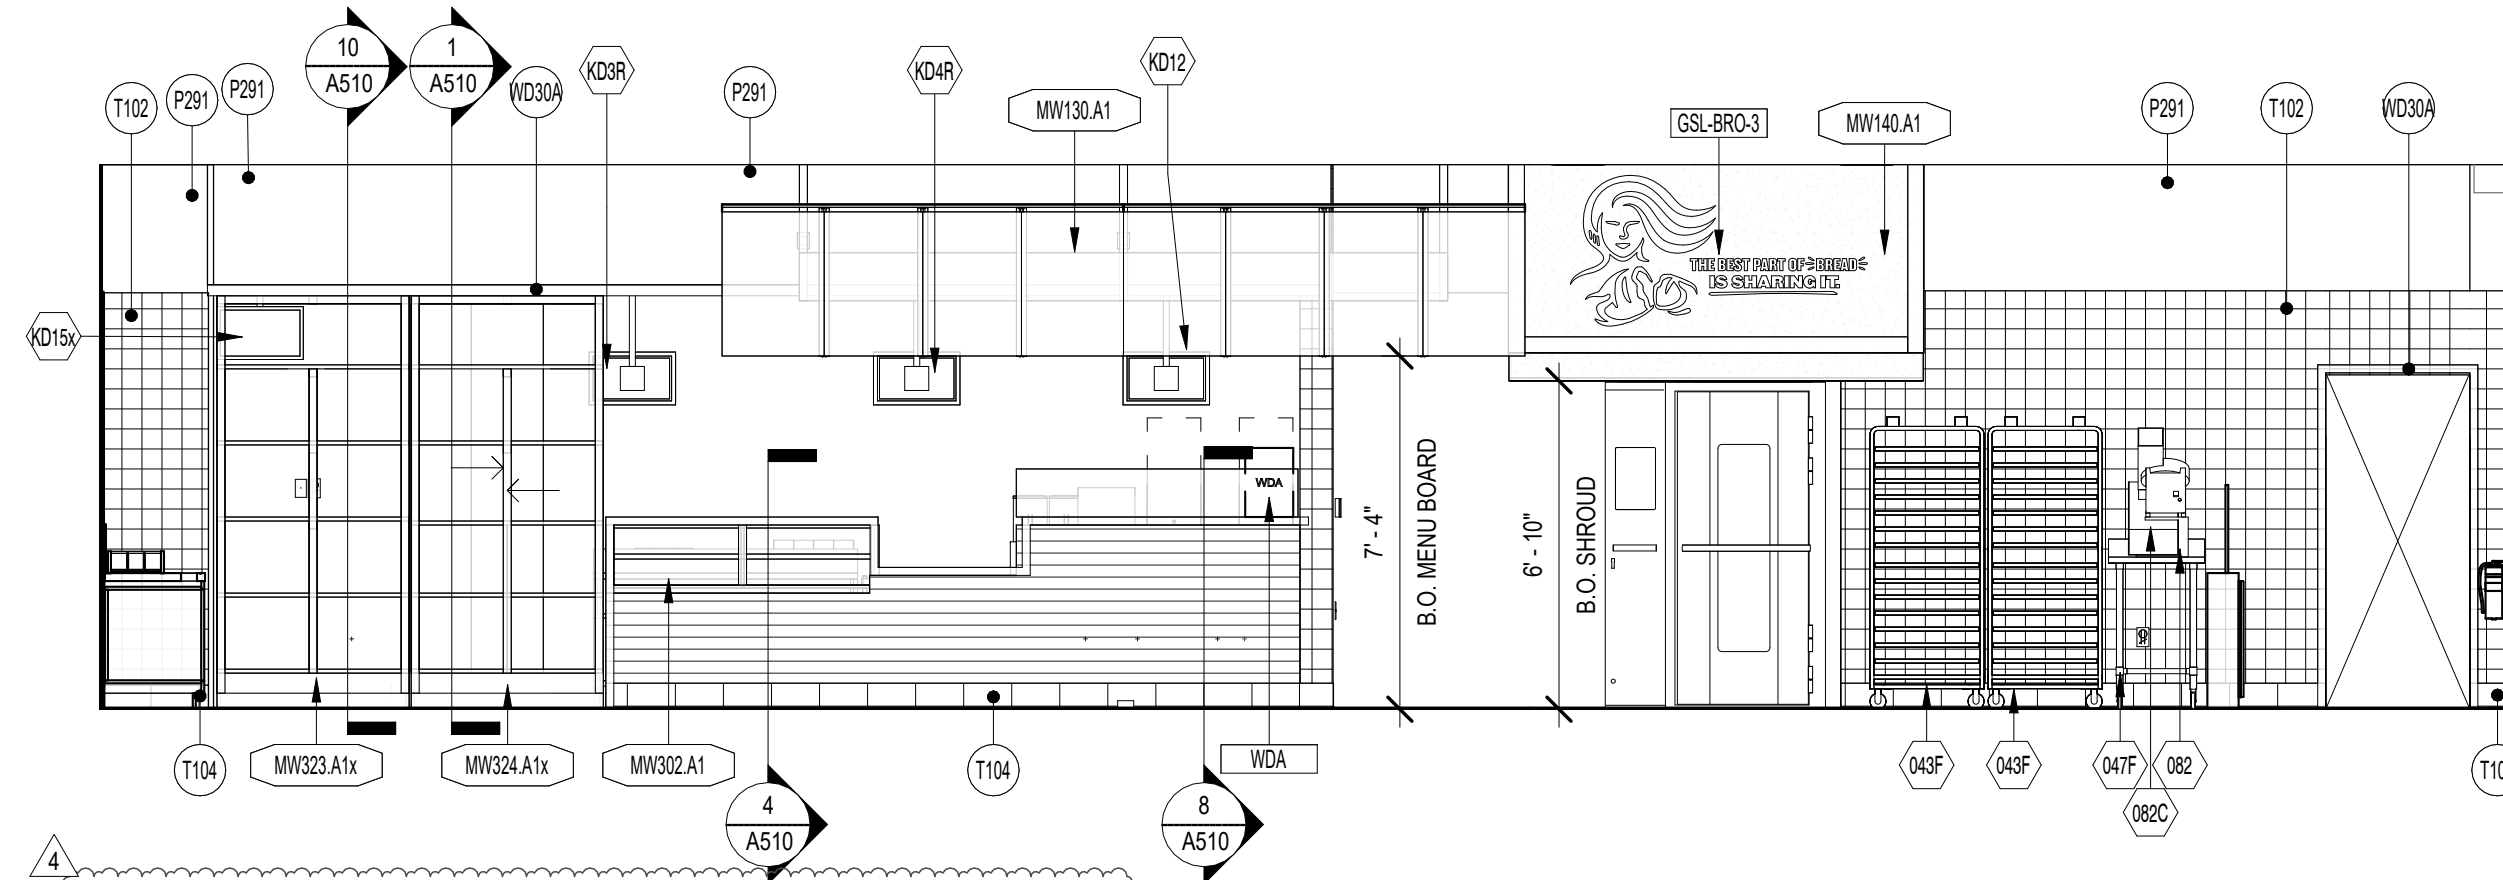 10
A510
1
A510
T102
P291
P291
WD30A
KD3R
P291
KD4R
MW130.A1
KD12
GSL-BRO-3
MW140.A1
P291
T102
WD30A
THE BEST PART OF BREAD
IS SHARING IT.
KD15x
7' - 4"
B.O. MENU BOARD
6' - 10"
B.O. SHROUD
WDA
T104
MW323.A1x
MW324.A1x
MW302.A1
T104
WDA
043F
043F
047F
082
082C
4
A510
8
A510
4